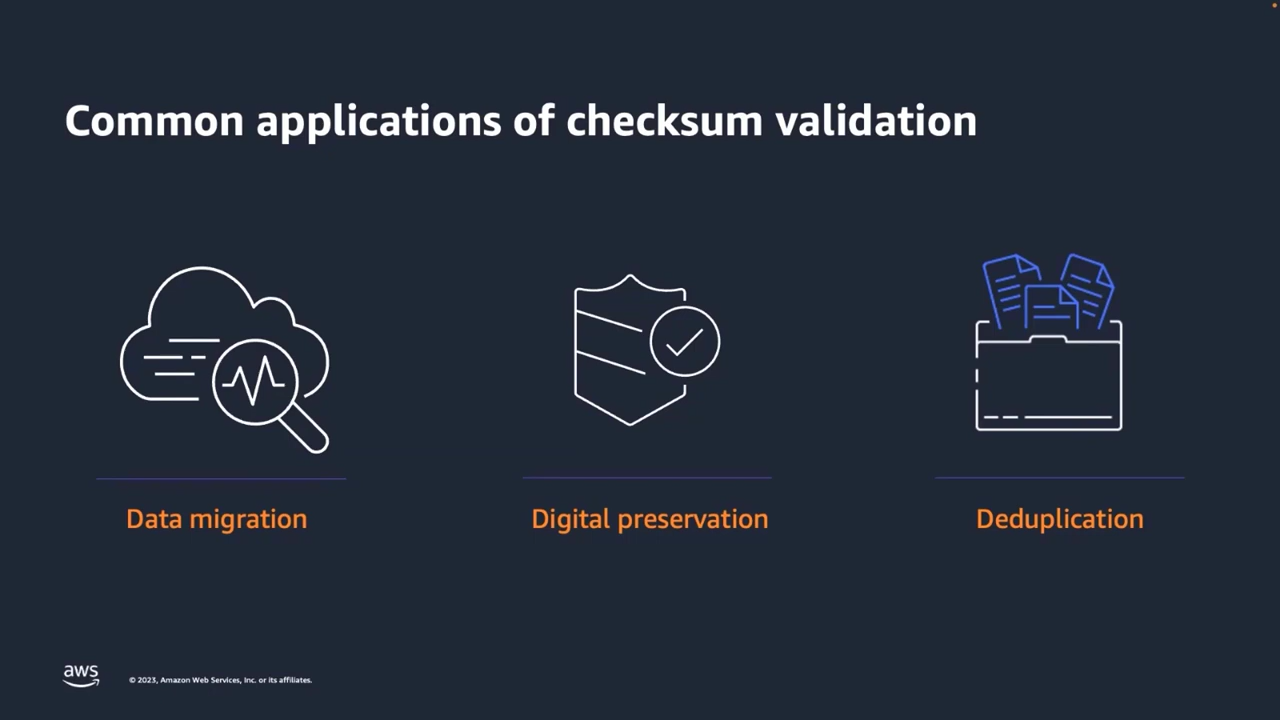 Common applications of checksum validation
Data migration
Digital preservation
Deduplication
aws
© 2023, Amazon Web Services, Inc. or its affiliates.